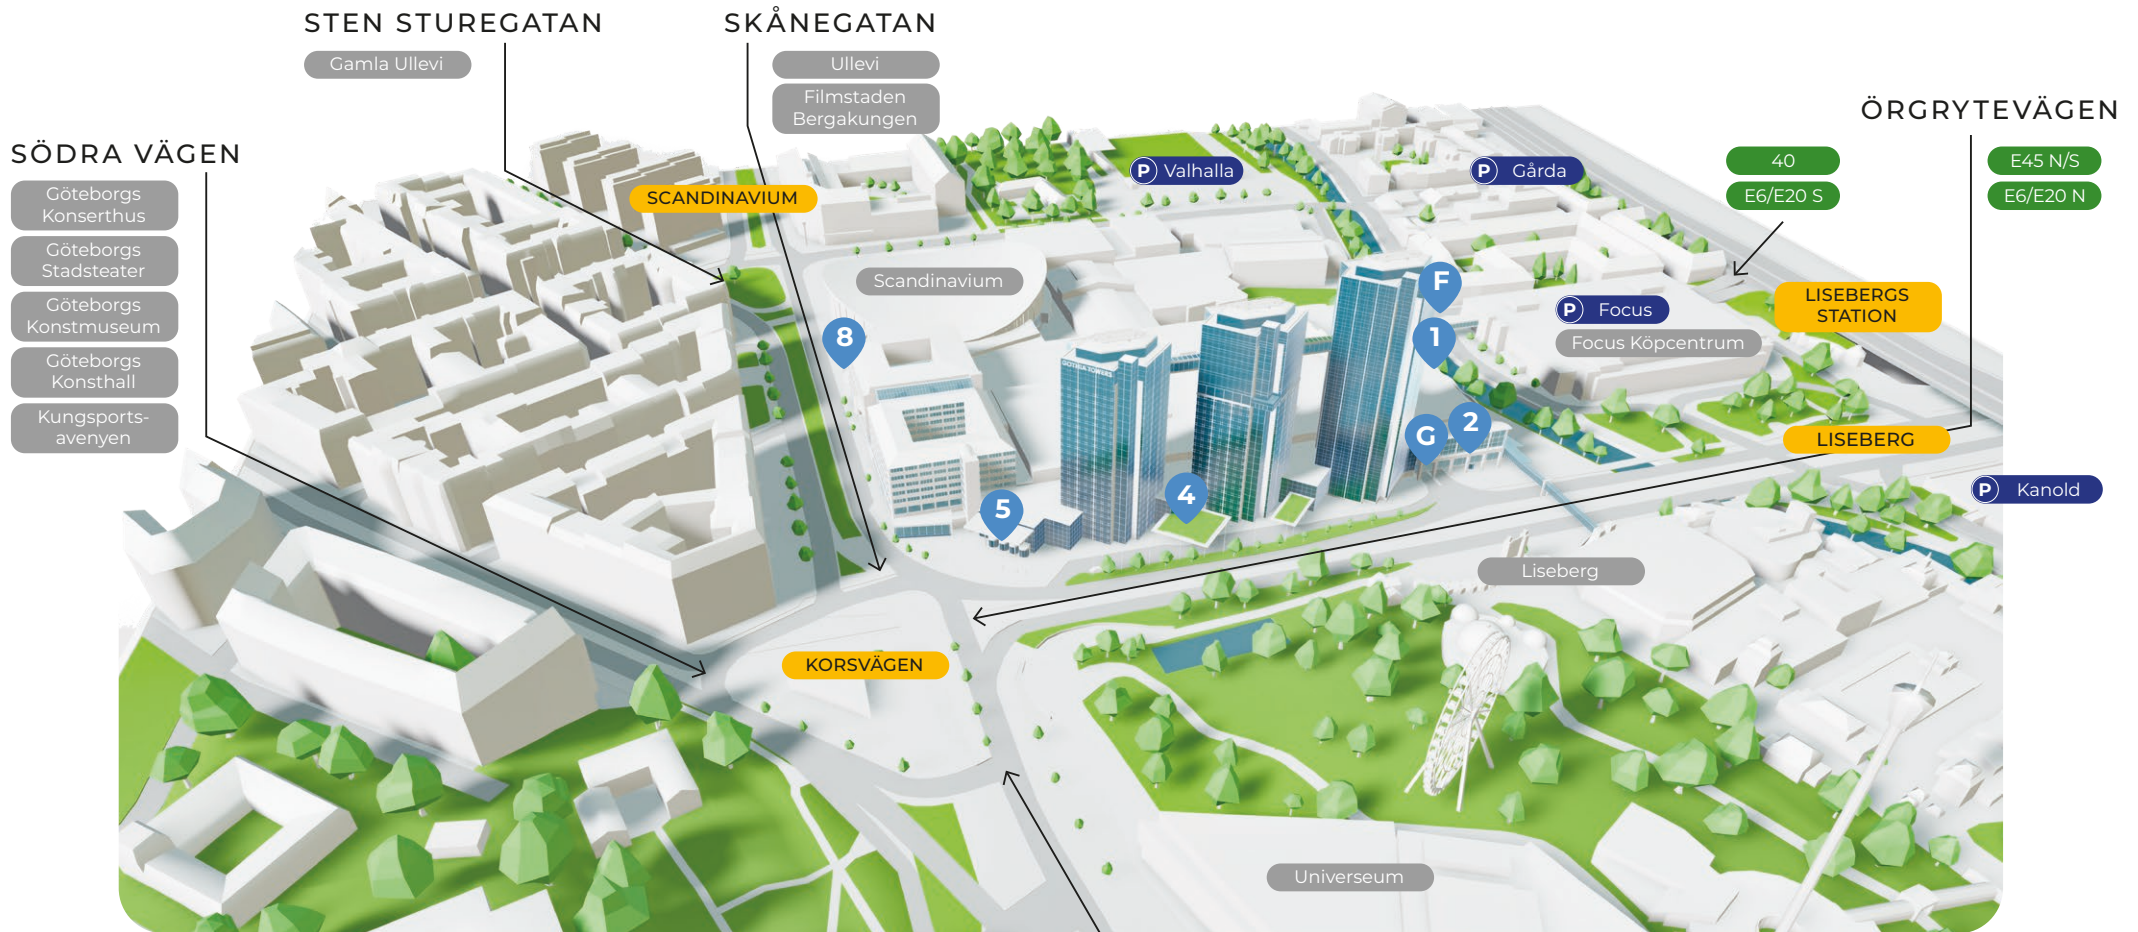 STEN STUREGATAN
Gamla Ullevi
SKÅNEGATAN
Ullevi
Filmstaden
Bergakungen
ÖRGRYTEVÄGEN
E45 N/S
E6/E20 N
40
E6/E20 S
SÖDRA VÄGEN
Göteborgs
Konserthus
Göteborgs
Stadsteater
Göteborgs
Konstmuseum
Göteborgs
Konsthall
Kungsports-
avenyen
SCANDINAVIUM
P Valhalla
P Gårda
Scandinavium
F
LISEBERGS
STATION
P Focus
8
1
Focus Köpcentrum
GOTHIA TOWERS
G
2
LISEBERG
P Kanold
4
5
Liseberg
KORSVÄGEN
Universeum